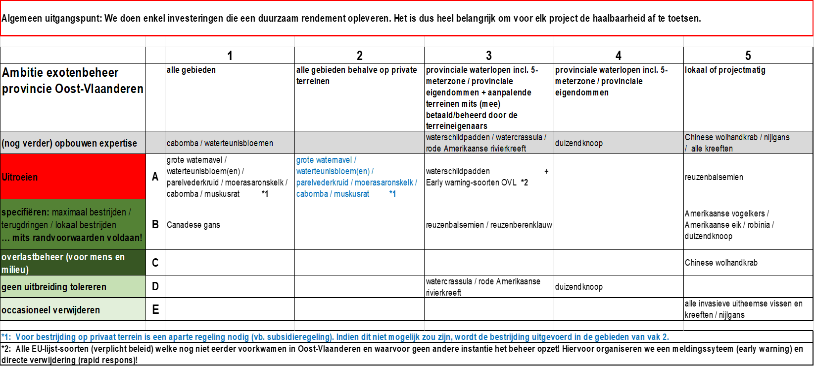 Algemeen uitgangspunt: We doen enkel investeringen die een duurzaam rendement opleveren. Het is dus heel belangrijk om voor elk project de haalbaarheid af te toetsen.
1 2 3 4 5
Ambitie exotenbeheer
provincie Oost-Vlaanderen
alle gebieden
alle gebieden behalve op private
terreinen
provinciale waterlopen incl. 5-
meterzone / provinciale
eigendommen + aanpalende
terreinen mits (mee)
betaald/beheerd door de
terreineigenaars
provinciale waterlopen incl. 5-
meterzone / provinciale
eigendommen
lokaal of projectmatig
(nog verder) opbouwen expertise
cabomba / waterteunisbloemen
waterschildpadden / watercrassula /
rode Amerikaanse rivierkreeft
duizendknoop
Chinese wolhandkrab / nijlgans
/ alle kreeften
Uitroeien
A
grote waternavel /
waterteunisbloem(en) /
parelvederkruid / moerasaronskelk /
cabomba / muskusrat *1
grote waternavel /
waterteunisbloem(en) /
parelvederkruid / moerasaronskelk /
cabomba / muskusrat *1
waterschildpadden +
Early warning-soorten OVL *2
reuzenbalsemien
specifiëren: maximaal bestrijden /
terugdringen / lokaal bestrijden
… mits randvoorwaarden voldaan!
B
Canadese gans
reuzenbalsemien / reuzenberenklauw
Amerikaanse vogelkers /
Amerikaanse eik / robinia /
duizendknoop
overlastbeheer (voor mens en
milieu)
C
Chinese wolhandkrab
geen uitbreiding tolereren
D
watercrassula / rode Amerikaanse
rivierkreeft
duizendknoop
occasioneel verwijderen
E
alle invasieve uitheemse vissen en
kreeften / nijlgans
*1: Voor bestrijding op privaat terrein is een aparte regeling nodig (vb. subsidieregeling). Indien dit niet mogelijk zou zijn, wordt de bestrijding uitgevoerd in de gebieden van vak 2.
*2: Alle EU-lijst-soorten (verplicht beleid) welke nog niet eerder voorkwamen in Oost-Vlaanderen en waarvoor geen andere instantie het beheer opzet! Hiervoor organiseren we een meldingssyteem (early warning) en
directe verwijdering (rapid respons)!